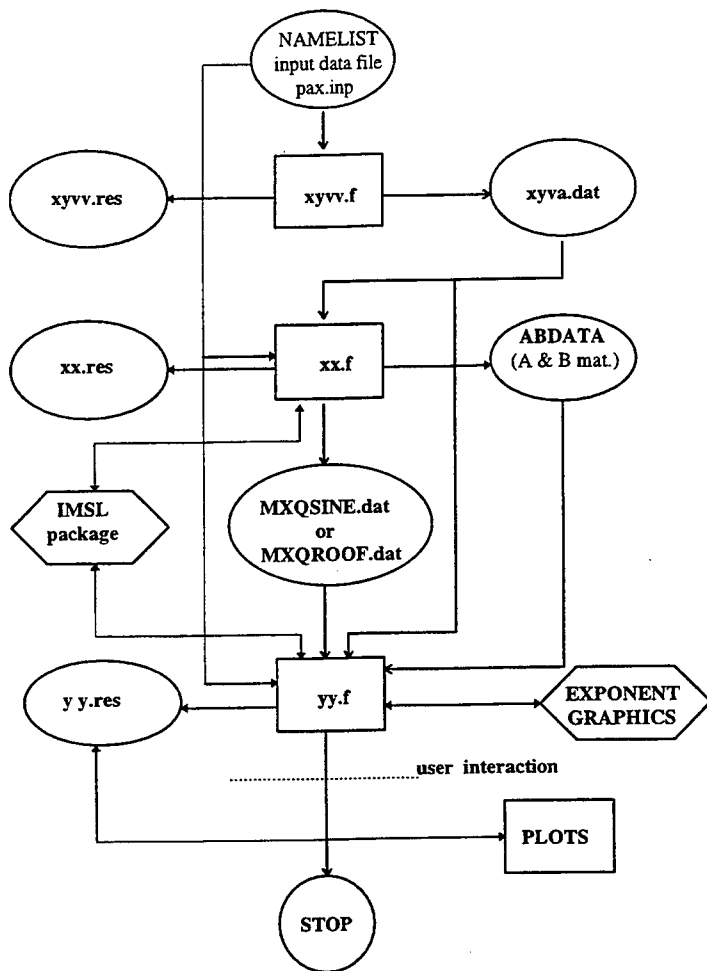 NAMELIST
input data file
pax.inp
xyvv.res
xyvv.f
xyva.dat
xx.res
xx.f
ABDATA
(A & B mat.)
IMSL
package
MXQSINE.dat
or
MXQROOF.dat
y y.res
yy.f
EXPONENT
GRAPHICS
user interaction
PLOTS
STOP